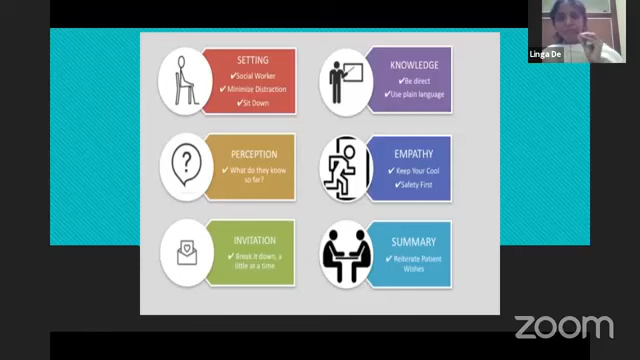 Linga De
SETTING
✔Social Worker
✔Minimize Distraction
✔Sit Down
KNOWLEDGE
✔Be direct
✔Use plain language
PERCEPTION
✔ What do they know
so far?
EMPATHY
✔ Keep Your Cool
✔Safety First
INVITATION
✔ Break it down, a
little at a time
SUMMARY
✔ Reiterate Patient
Wishes
zoom